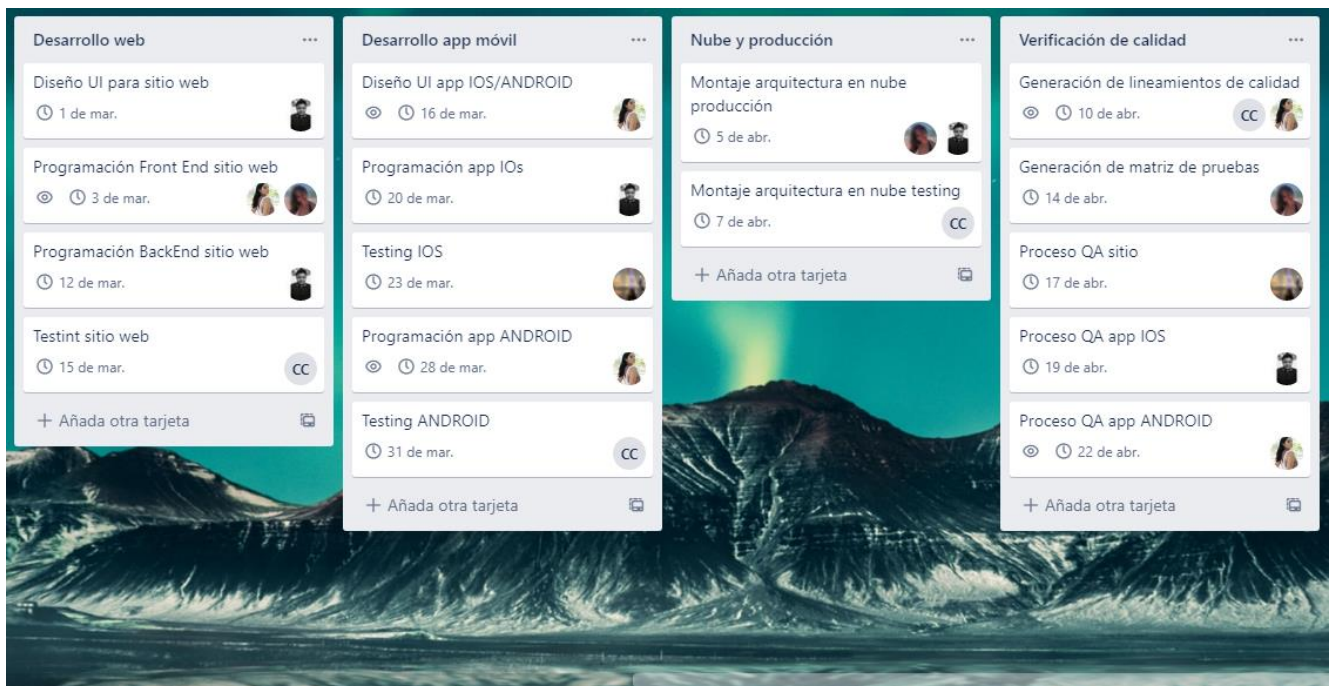 Desarrollo web
Diseño UI para sitio web
1 de mar.
Programación Front End sitio web
3 de mar.
Programación BackEnd sitio web
12 de mar.
Testint sitio web
15 de mar.
CC
+ Añada otra tarjeta
Desarrollo app móvil
Diseño UI app IOS/ANDROID
16 de mar.
Programación app IOs
20 de mar.
Testing IOS
23 de mar.
Programación app ANDROID
28 de mar.
Testing ANDROID
31 de mar.
CC
+ Añada otra tarjeta
Nube y producción
Montaje arquitectura en nube
producción
5 de abr.
Montaje arquitectura en nube testing
7 de abr.
CC
+ Añada otra tarjeta
Verificación de calidad
Generación de lineamientos de calidad
10 de abr.
CC
Generación de matriz de pruebas
14 de abr.
Proceso QA sitio
17 de abr.
Proceso QA app IOS
19 de abr.
Proceso QA app ANDROID
22 de abr.
+ Añada otra tarjeta